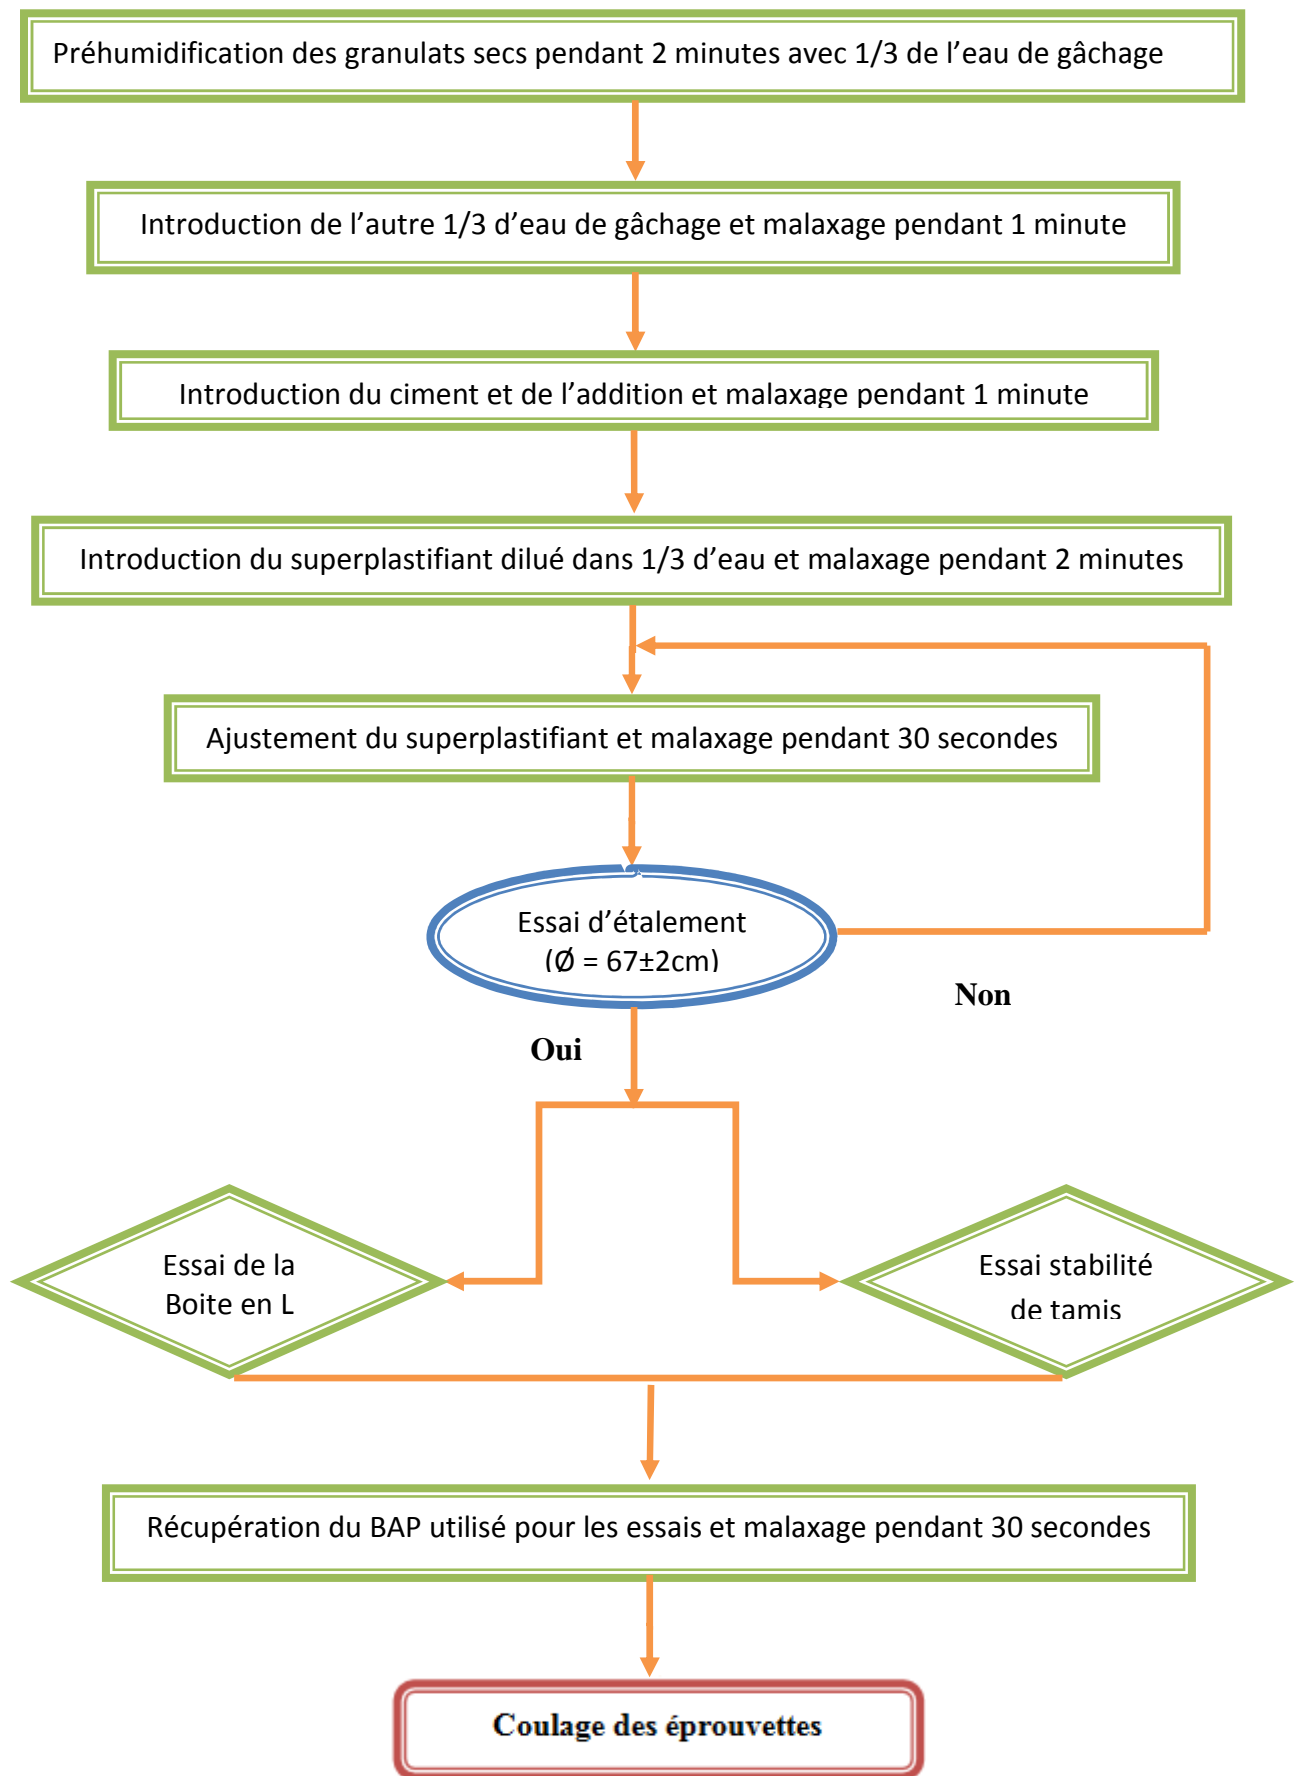 Préhumidification des granulats secs pendant 2 minutes avec 1/3 de l’eau de gâchage
Introduction de l’autre 1/3 d’eau de gâchage et malaxage pendant 1 minute
Introduction du ciment et de l’addition et malaxage pendant 1 minute
Introduction du superplastifiant dilué dans 1/3 d’eau et malaxage pendant 2 minutes
Ajustement du superplastifiant et malaxage pendant 30 secondes
Essai d’étalement
(Ø = 67±2cm)
Non
Oui
Essai de la
Boite en L
Essai stabilité
de tamis
Récupération du BAP utilisé pour les essais et malaxage pendant 30 secondes
Coulage des éprouvettes